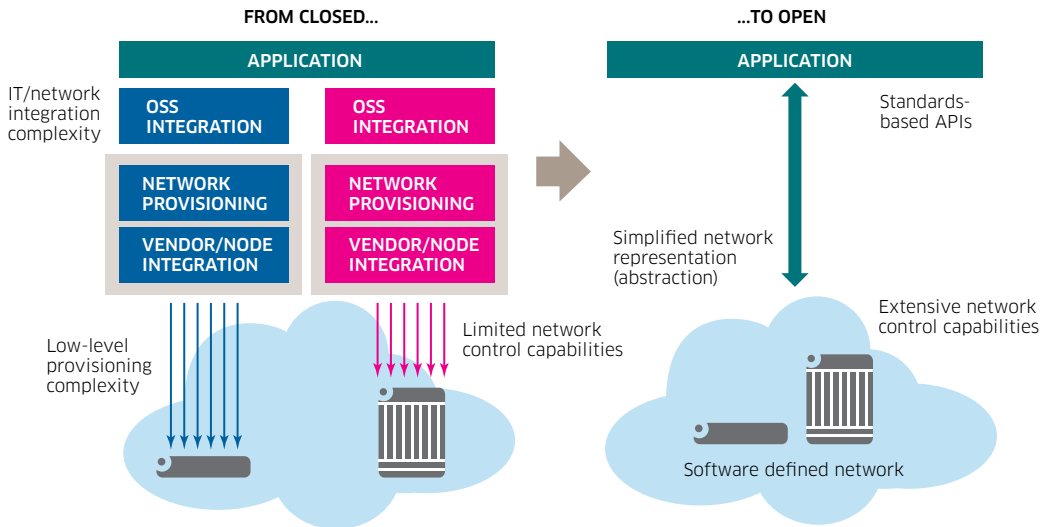 FROM CLOSED...
APPLICATION
IT/network
integration
complexity
OSS
INTEGRATION
OSS
INTEGRATION
NETWORK
PROVISIONING
NETWORK
PROVISIONING
VENDOR/NODE
INTEGRATION
VENDOR/NODE
INTEGRATION
Low-level
provisioning
complexity
Limited network
control capabilities
...TO OPEN
APPLICATION
Standards-
based APIs
Simplified network
representation
(abstraction)
Extensive network
control capabilities
Software defined network